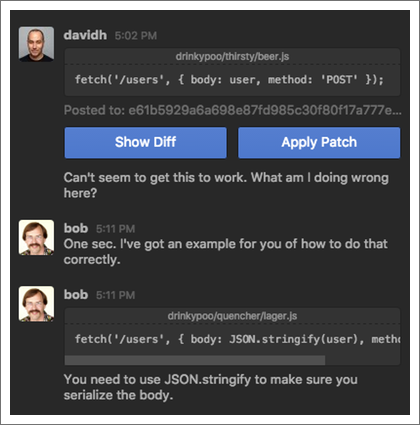 davidh 5:02 PM
drinkypoo/thirsty/beer.js
fetch('/users', { body: user, method: 'POST' });
Posted to: e61b5929a6a698e87fd985c30f80f17a777e...
Show Diff Apply Patch
Can't seem to get this to work. What am I doing wrong
here?
bob 5:11 PM
One sec. I've got an example for you of how to do that
correctly.
bob 5:11 PM
drinkypoo/quencher/lager.js
fetch('/users', { body: JSON.stringify(user), metho
You need to use JSON.stringify to make sure you
serialize the body.